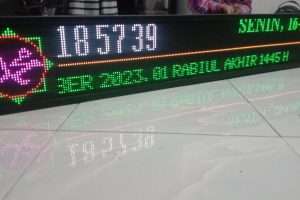 185739
SENIN, 16-
BER 2023, 01 RABIUL AKHIR 1445 H